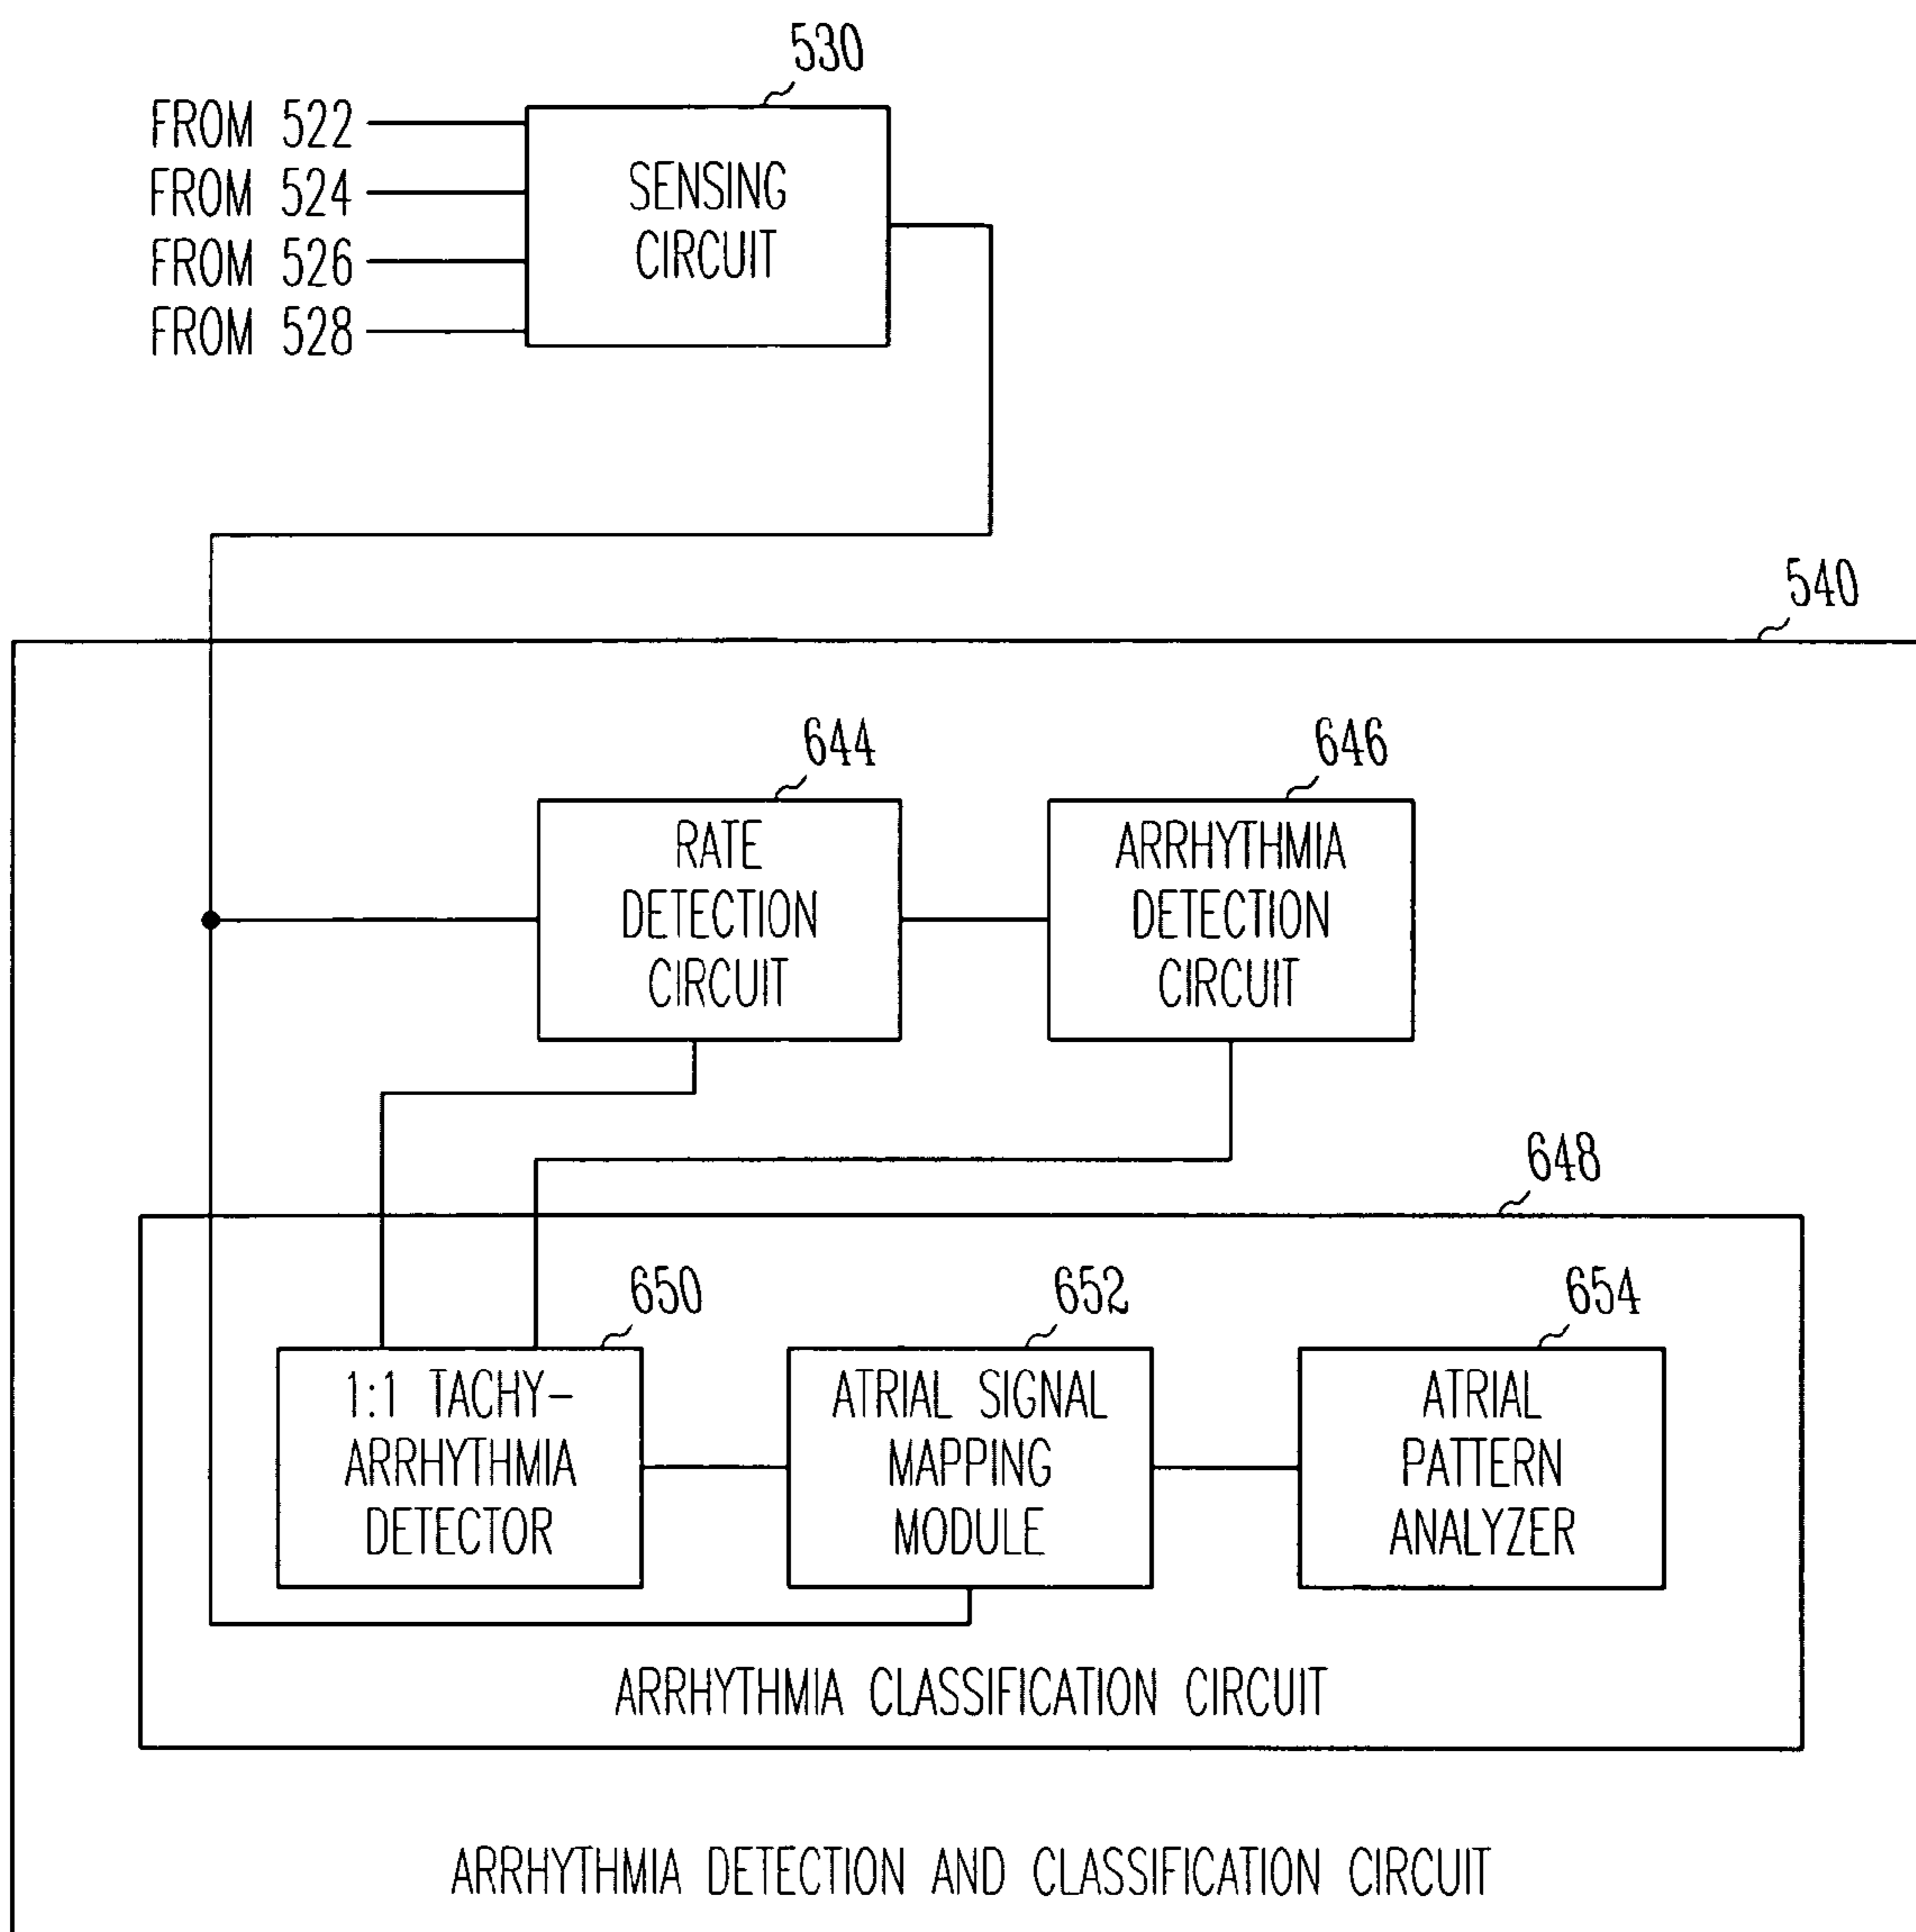 530
FROM 522
FROM 524
FROM 526
FROM 528
SENSING
CIRCUIT
540
644
646
RATE
DETECTION
CIRCUIT
ARRHYTHMIA
DETECTION
CIRCUIT
648
650
652
654
1:1 TACHY-
ARRHYTHMIA
DETECTOR
ATRIAL SIGNAL
MAPPING
MODULE
ATRIAL
PATTERN
ANALYZER
ARRHYTHMIA CLASSIFICATION CIRCUIT
ARRHYTHMIA DETECTION AND CLASSIFICATION CIRCUIT